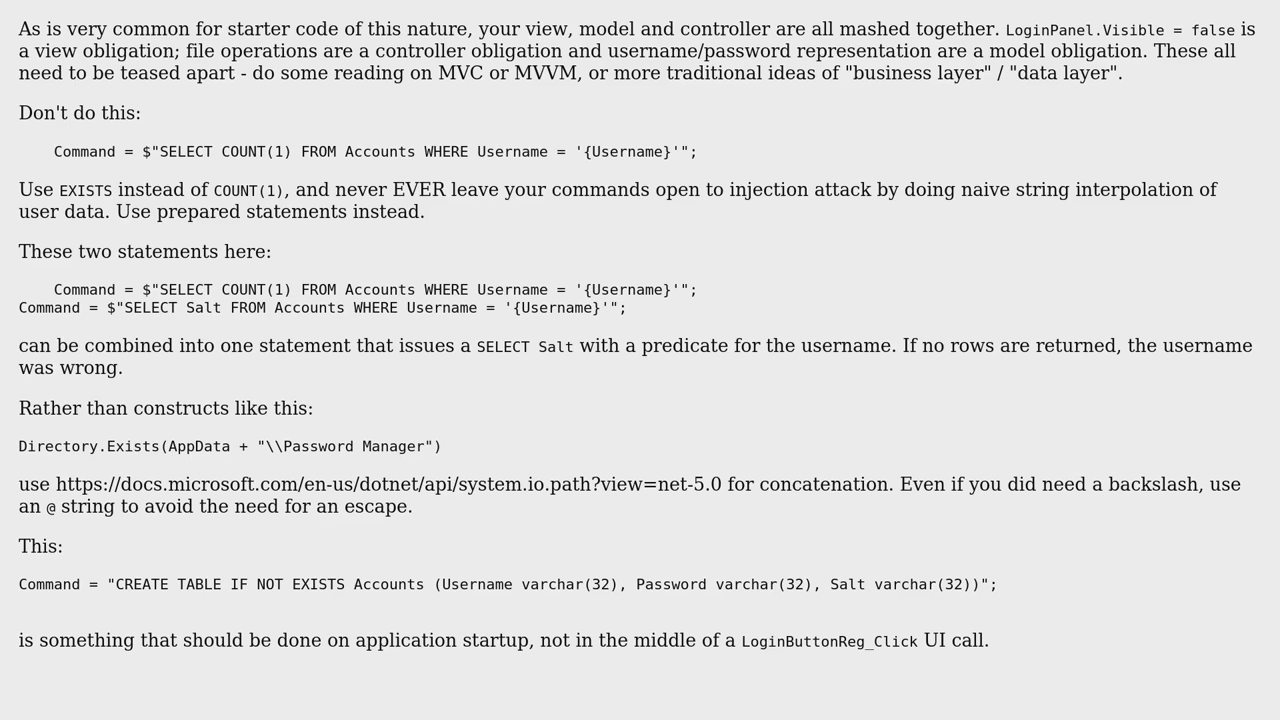 As is very common for starter code of this nature, your view, model and controller are all mashed together. LoginPanel.Visible = false is
a view obligation; file operations are a controller obligation and username/password representation are a model obligation. These all
need to be teased apart - do some reading on MVC or MVVM, or more traditional ideas of "business layer" / "data layer".
Don't do this:
Command = $"SELECT COUNT(1) FROM Accounts WHERE Username = '{Username}'";
Use EXISTS instead of COUNT(1), and never EVER leave your commands open to injection attack by doing naive string interpolation of
user data. Use prepared statements instead.
These two statements here:
Command = $"SELECT COUNT(1) FROM Accounts WHERE Username = '{Username}'";
Command = $"SELECT Salt FROM Accounts WHERE Username = '{Username}'";
can be combined into one statement that issues a SELECT Salt with a predicate for the username. If no rows are returned, the username
was wrong.
Rather than constructs like this:
Directory.Exists(AppData + "\\Password Manager")
use https://docs.microsoft.com/en-us/dotnet/api/system.io.path?view=net-5.0 for concatenation. Even if you did need a backslash, use
an @ string to avoid the need for an escape.
This:
Command = "CREATE TABLE IF NOT EXISTS Accounts (Username varchar(32), Password varchar(32), Salt varchar(32))";
is something that should be done on application startup, not in the middle of a LoginButtonReg_Click UI call.